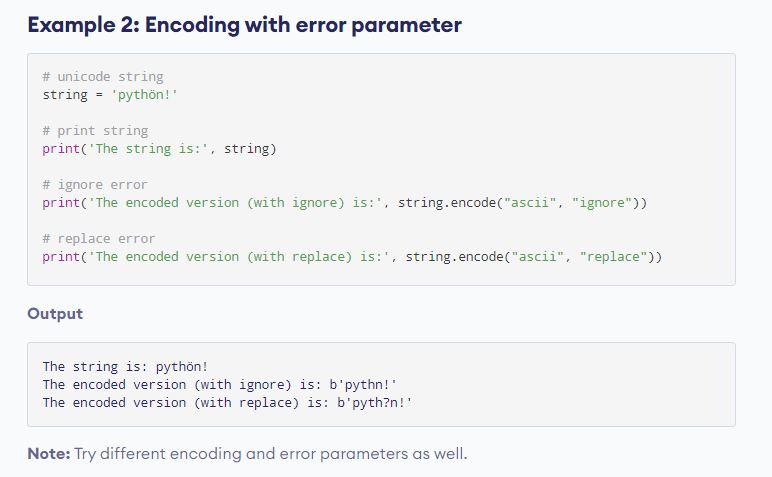 Example 2: Encoding with error parameter
# unicode string
string = 'pythön!'
# print string
print('The string is:', string)
# ignore error
print('The encoded version (with ignore) is:', string.encode("ascii", "ignore"))
# replace error
print('The encoded version (with replace) is:', string.encode("ascii", "replace"))
Output
The string is: pythön!
The encoded version (with ignore) is: b'pythn!'
The encoded version (with replace) is: b'pyth?n!'
Note: Try different encoding and error parameters as well.